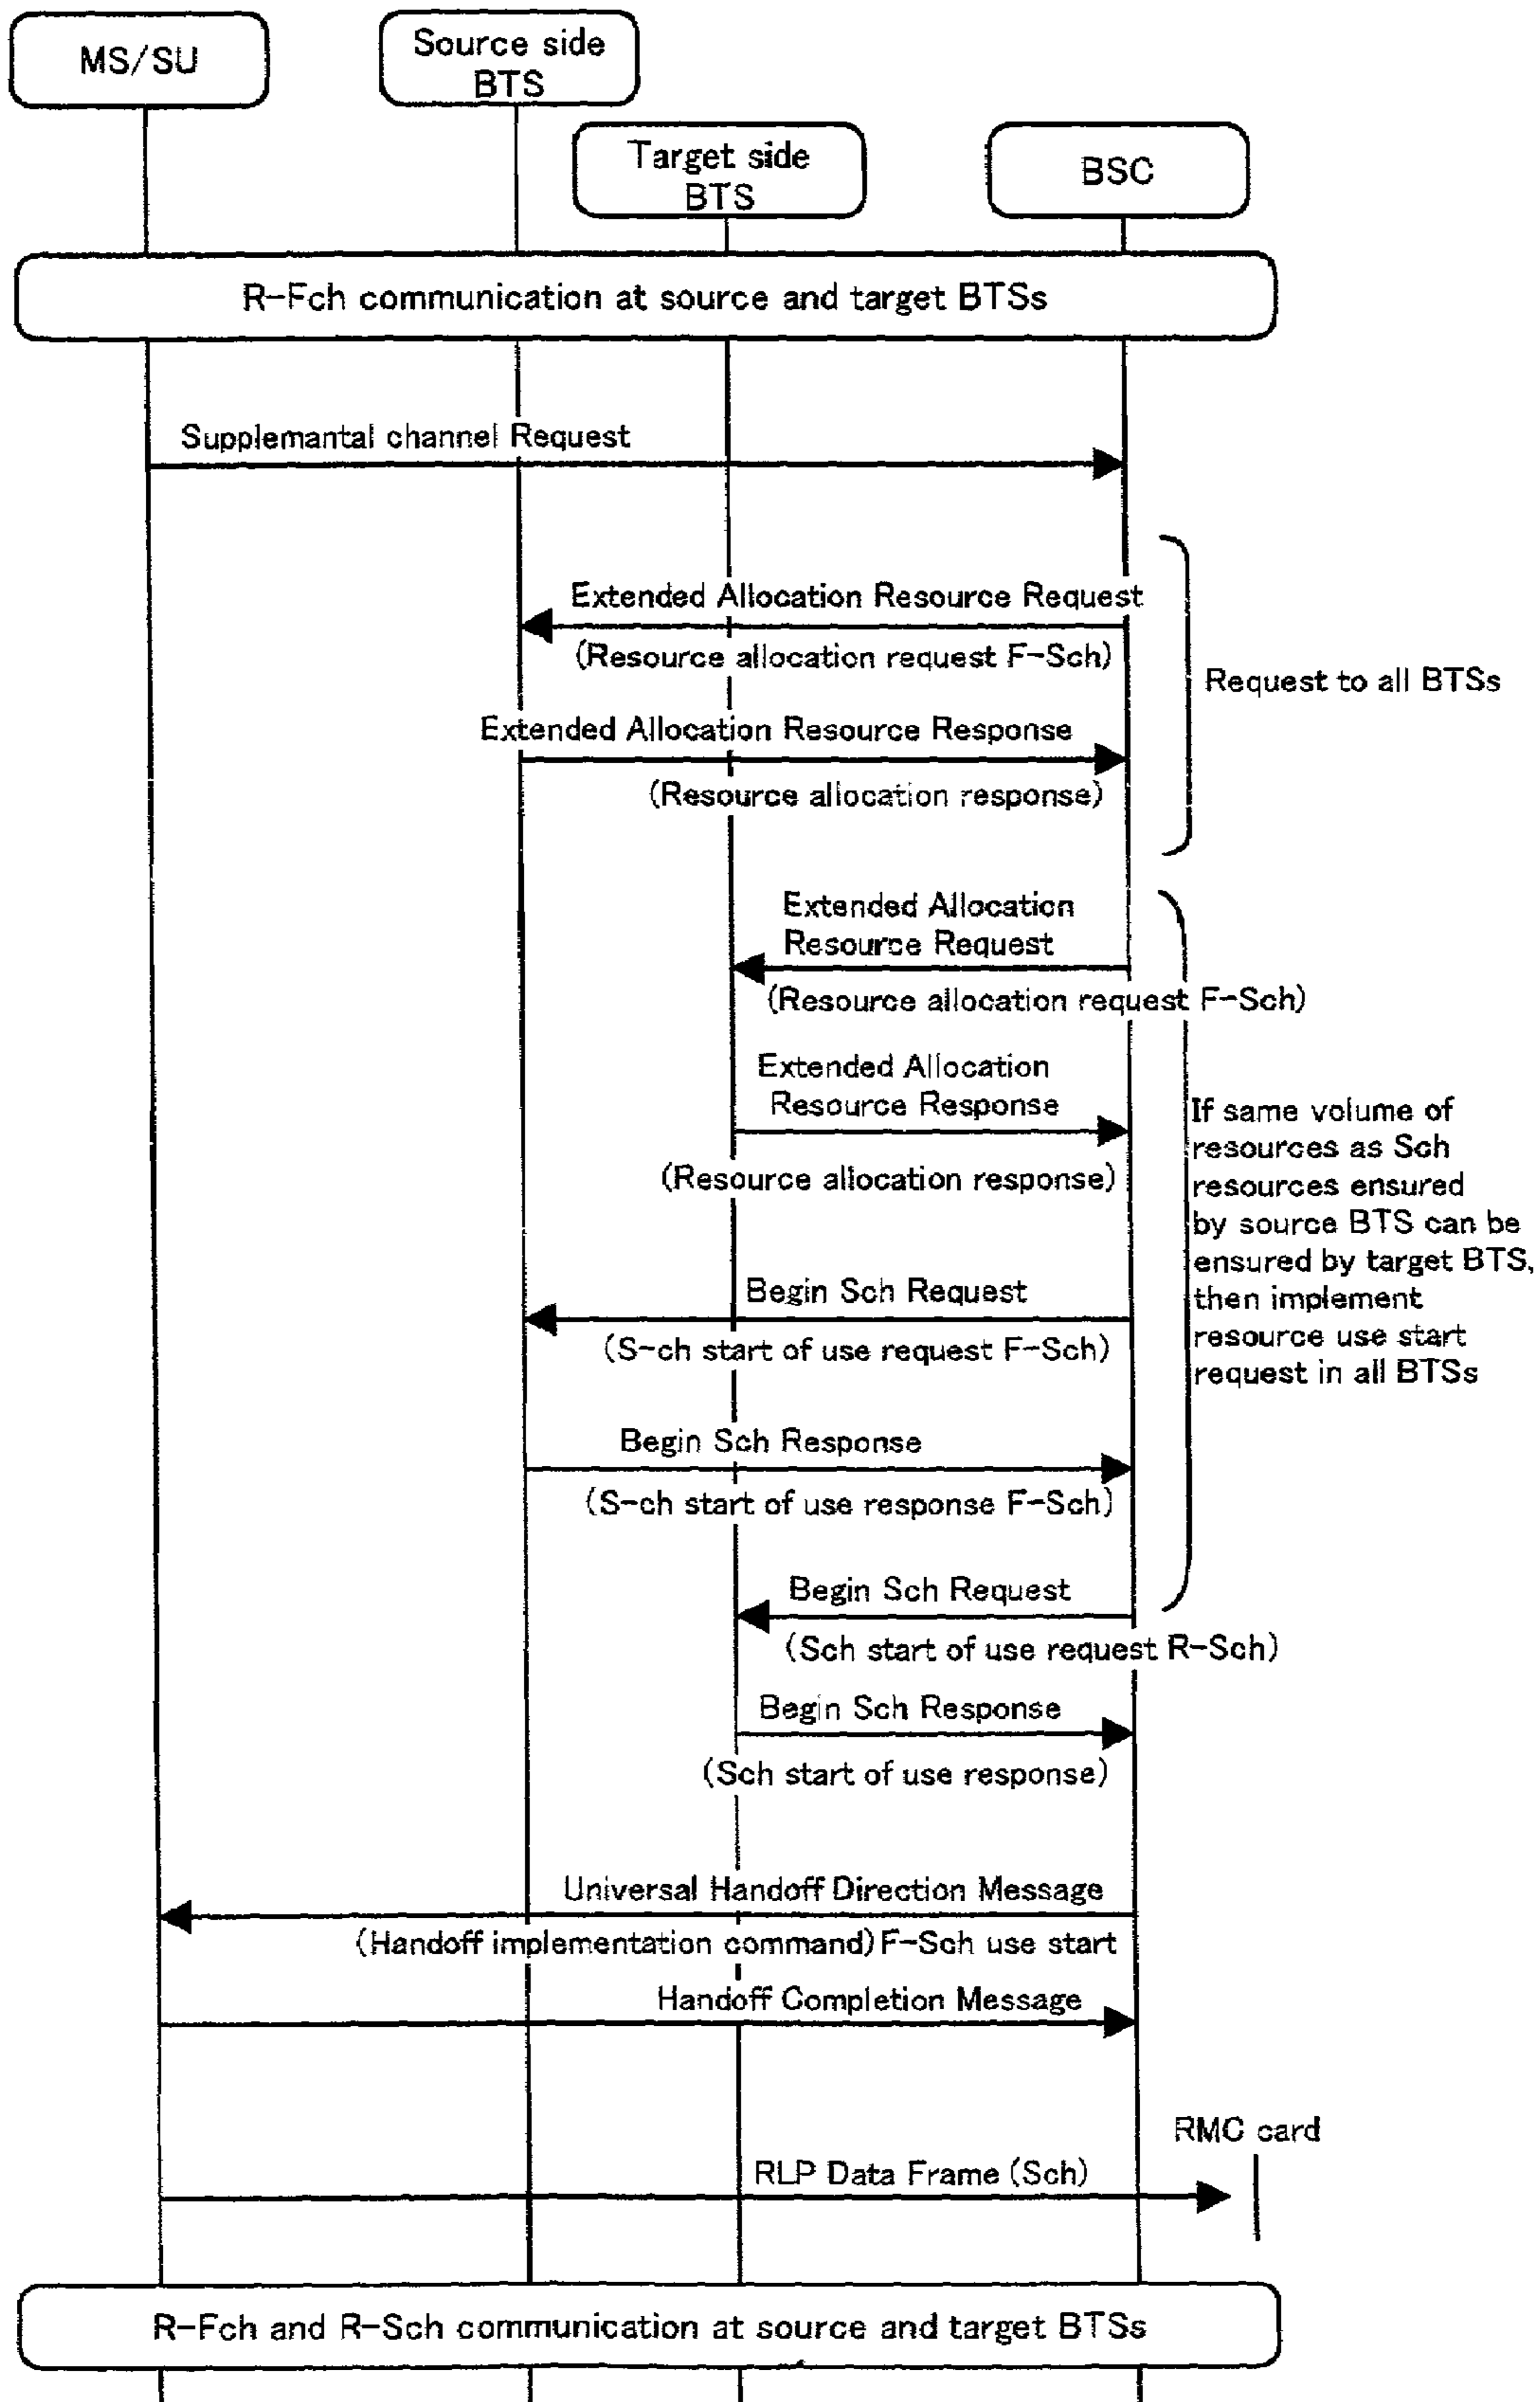 MS/SU
Source side
BTS
Target side
BTS
BSC
R-Fch communication at source and target BTSs
Supplemantal channel Request
Extended Allocation Resource Request
(Resource allocation request F-Sch)
Request to all BTSs
Extended Allocation Resource Response
(Resource allocation response)
Extended Allocation
Resource Request
(Resource allocation request F-Sch)
Extended Allocation
Resource Response
(Resource allocation response)
If same volume of
resources as Sch
resources ensured
by source BTS can be
ensured by target BTS,
then implement
resource use start
request in all BTSs
Begin Sch Request
(S-ch start of use request F-Sch)
Begin Sch Response
(S-ch start of use response F-Sch)
Begin Sch Request
(Sch start of use request R-Sch)
Begin Sch Response
(Sch start of use response)
Universal Handoff Direction Message
(Handoff implementation command) F-Sch use start
Handoff Completion Message
RMC card
RLP Data Frame (Sch)
R-Fch and R-Sch communication at source and target BTSs